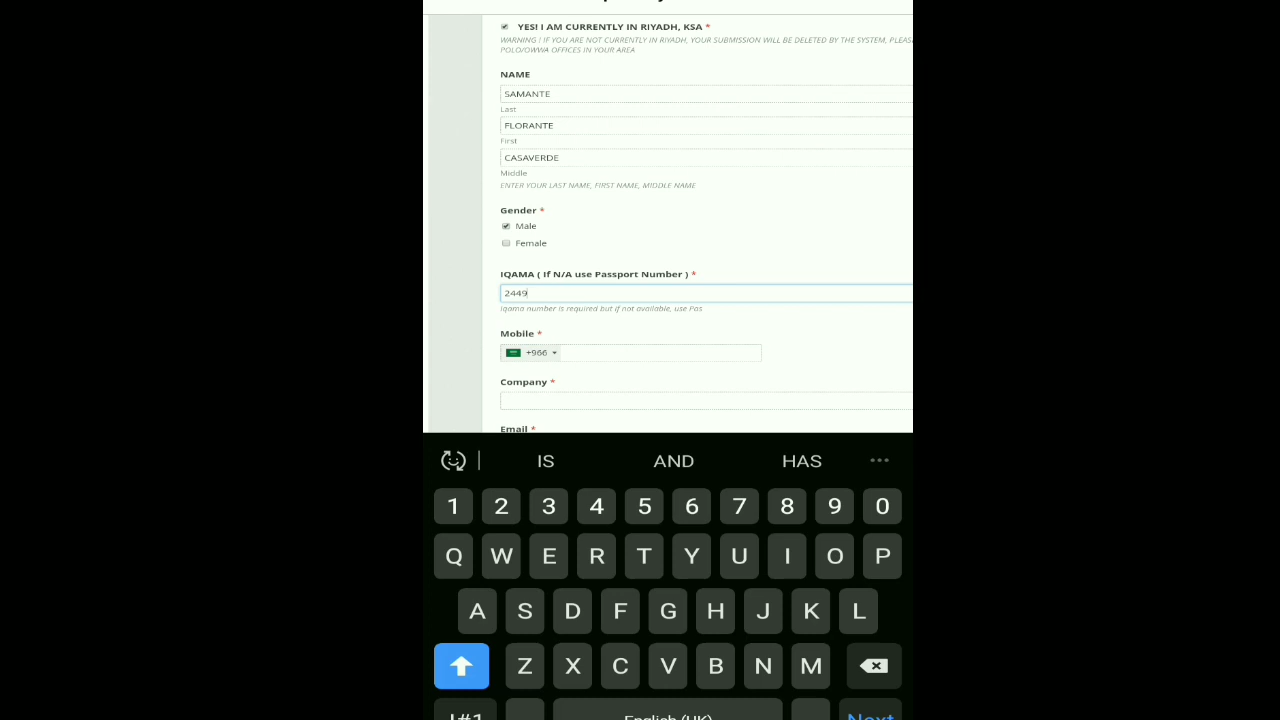 YES! I AM CURRENTLY IN RIYADH, KSA *
WARNING ! IF YOU ARE NOT CURRENTLY IN RIYADH, YOUR SUBMISSION WILL BE DELETED BY THE SYSTEM,
POLO/OWWA OFFICES IN YOUR AREA
NAME
SAMANTE
Last
FLORANTE
First
CASAVERDE
Middle
ENTER YOUR LAST NAME, FIRST NAME, MIDDLE NAME
Gender *
Male
Female
IQAMA ( If N/A use Passport Number ) *
2449
Iqama number is required but if not available, use Pas
Mobile *
+966
Company *
Email *
IS AND HAS
1 2 3 4 5 6 7 8 9 0
Q W E R T Y U I O P
A S D F G H J K L
Z X C V B N M
!#1 English (UK) Next